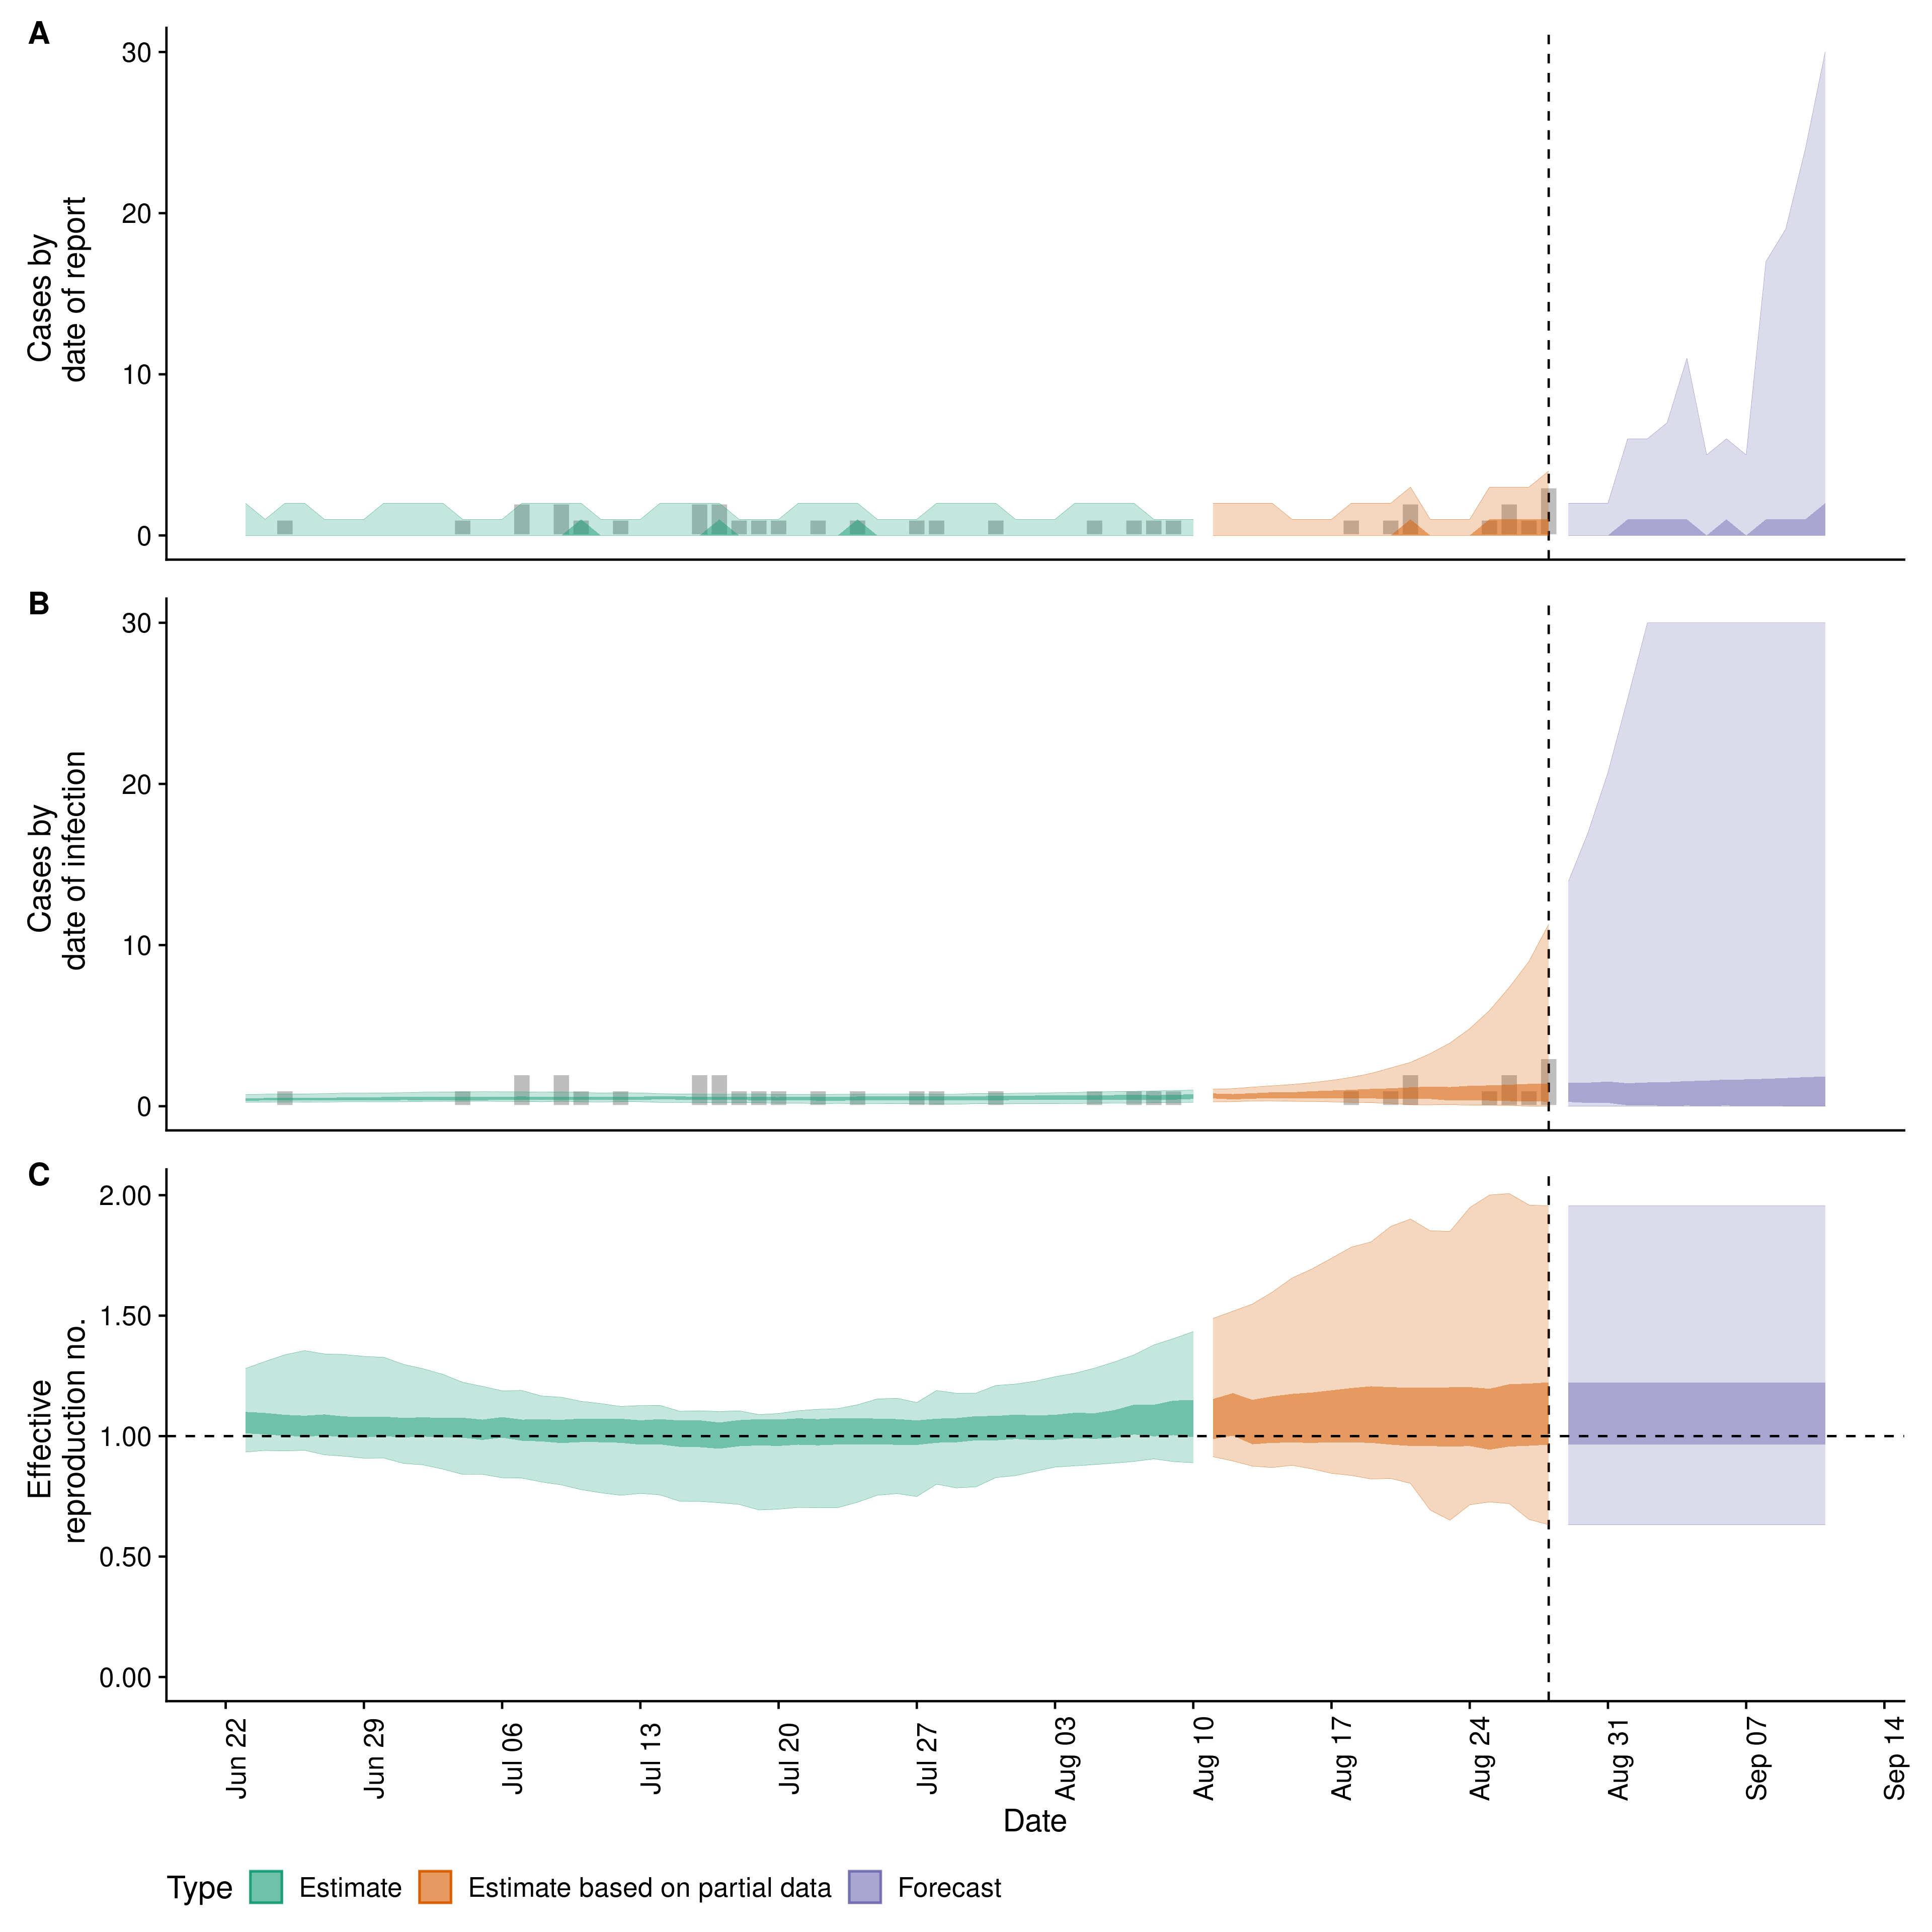 A
30
20
10
0
Cases by
date of report
B
30
20
10
0
Cases by
date of infection
C
2.00
1.50
1.00
0.50
0.00
Effective
reproduction no.
Jun 22
Jun 29
Jul 06
Jul 13
Jul 20
Jul 27
Aug 03
Aug 10
Aug 17
Aug 24
Aug 31
Sep 07
Sep 14
Date
Type Estimate Estimate based on partial data Forecast